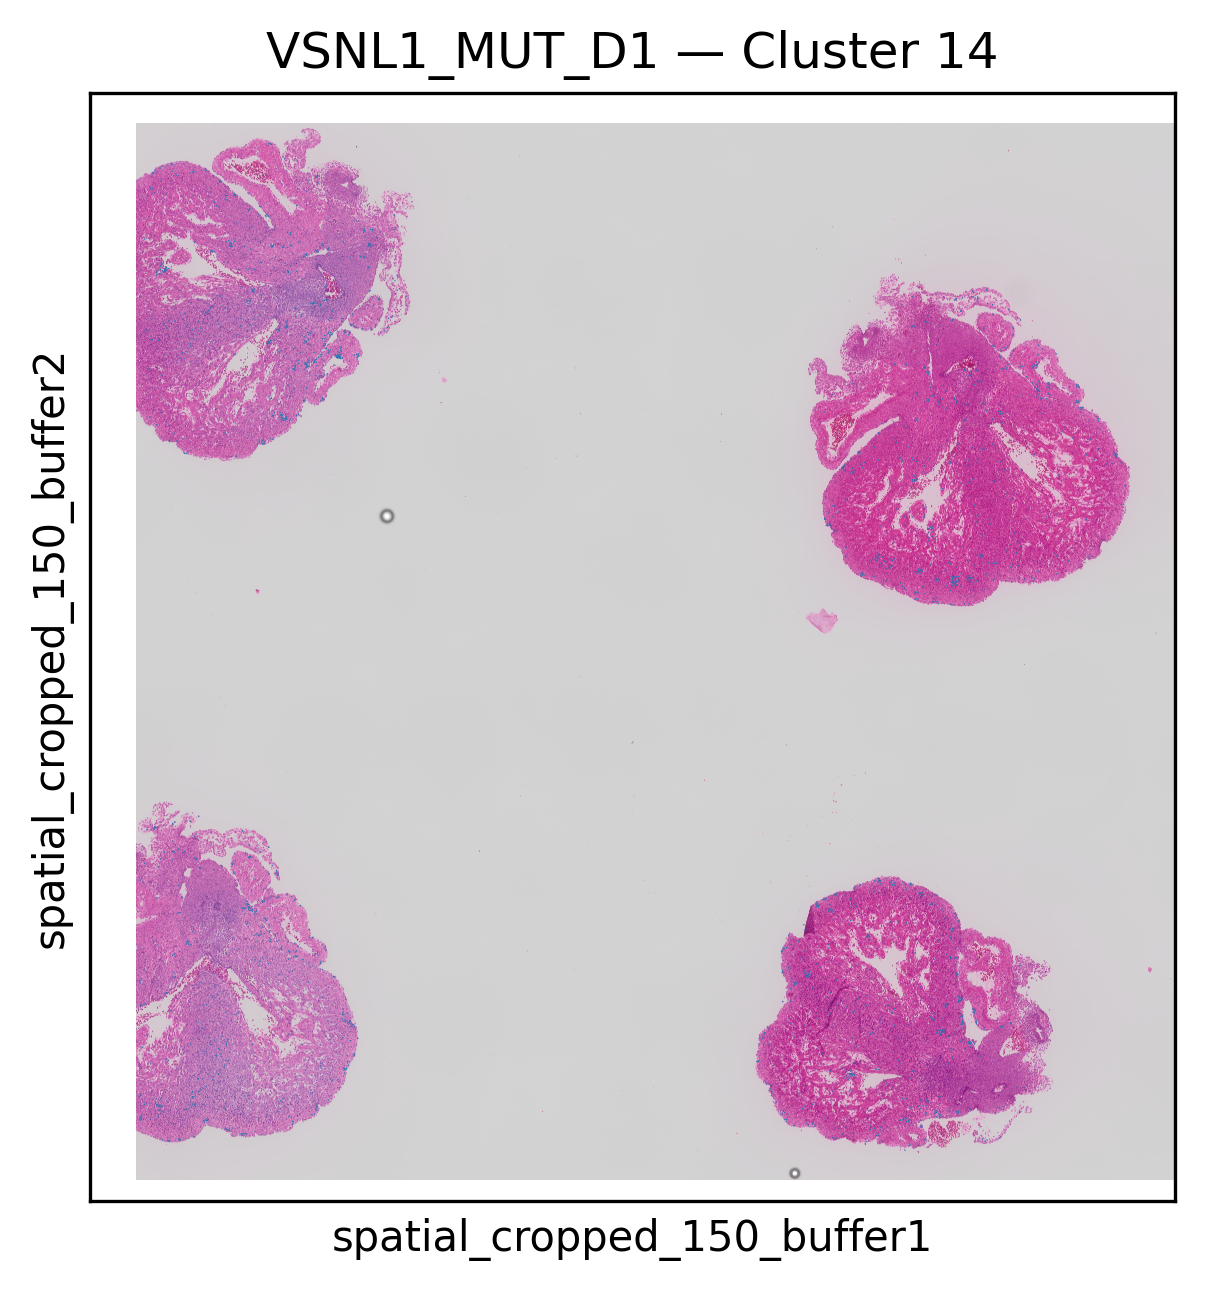 VSNL1_MUT_D1 — Cluster 14
spatial_cropped_150_buffer2
spatial_cropped_150_buffer1